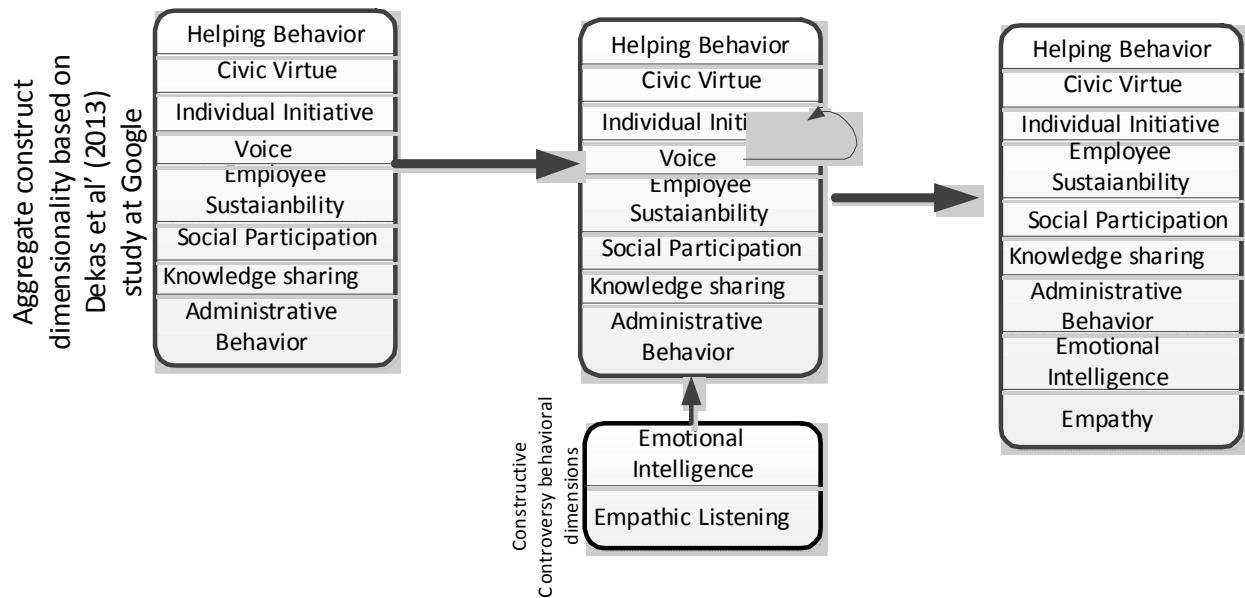 Aggregate construct
dimensionality based on
Dekas et al’ (2013)
study at Google
Helping Behavior
Civic Virtue
Individual Initiative
Voice
Employee
Sustaianbility
Social Participation
Knowledge sharing
Administrative
Behavior
Helping Behavior
Civic Virtue
Individual Initi
Voice
Employee
Sustaianbility
Social Participation
Knowledge sharing
Administrative
Behavior
Constructive
Controversy behavioral
dimensions
Emotional
Intelligence
Empathic Listening
Helping Behavior
Civic Virtue
Individual Initiative
Employee
Sustaianbility
Social Participation
Knowledge sharing
Administrative
Behavior
Emotional
Intelligence
Empathy